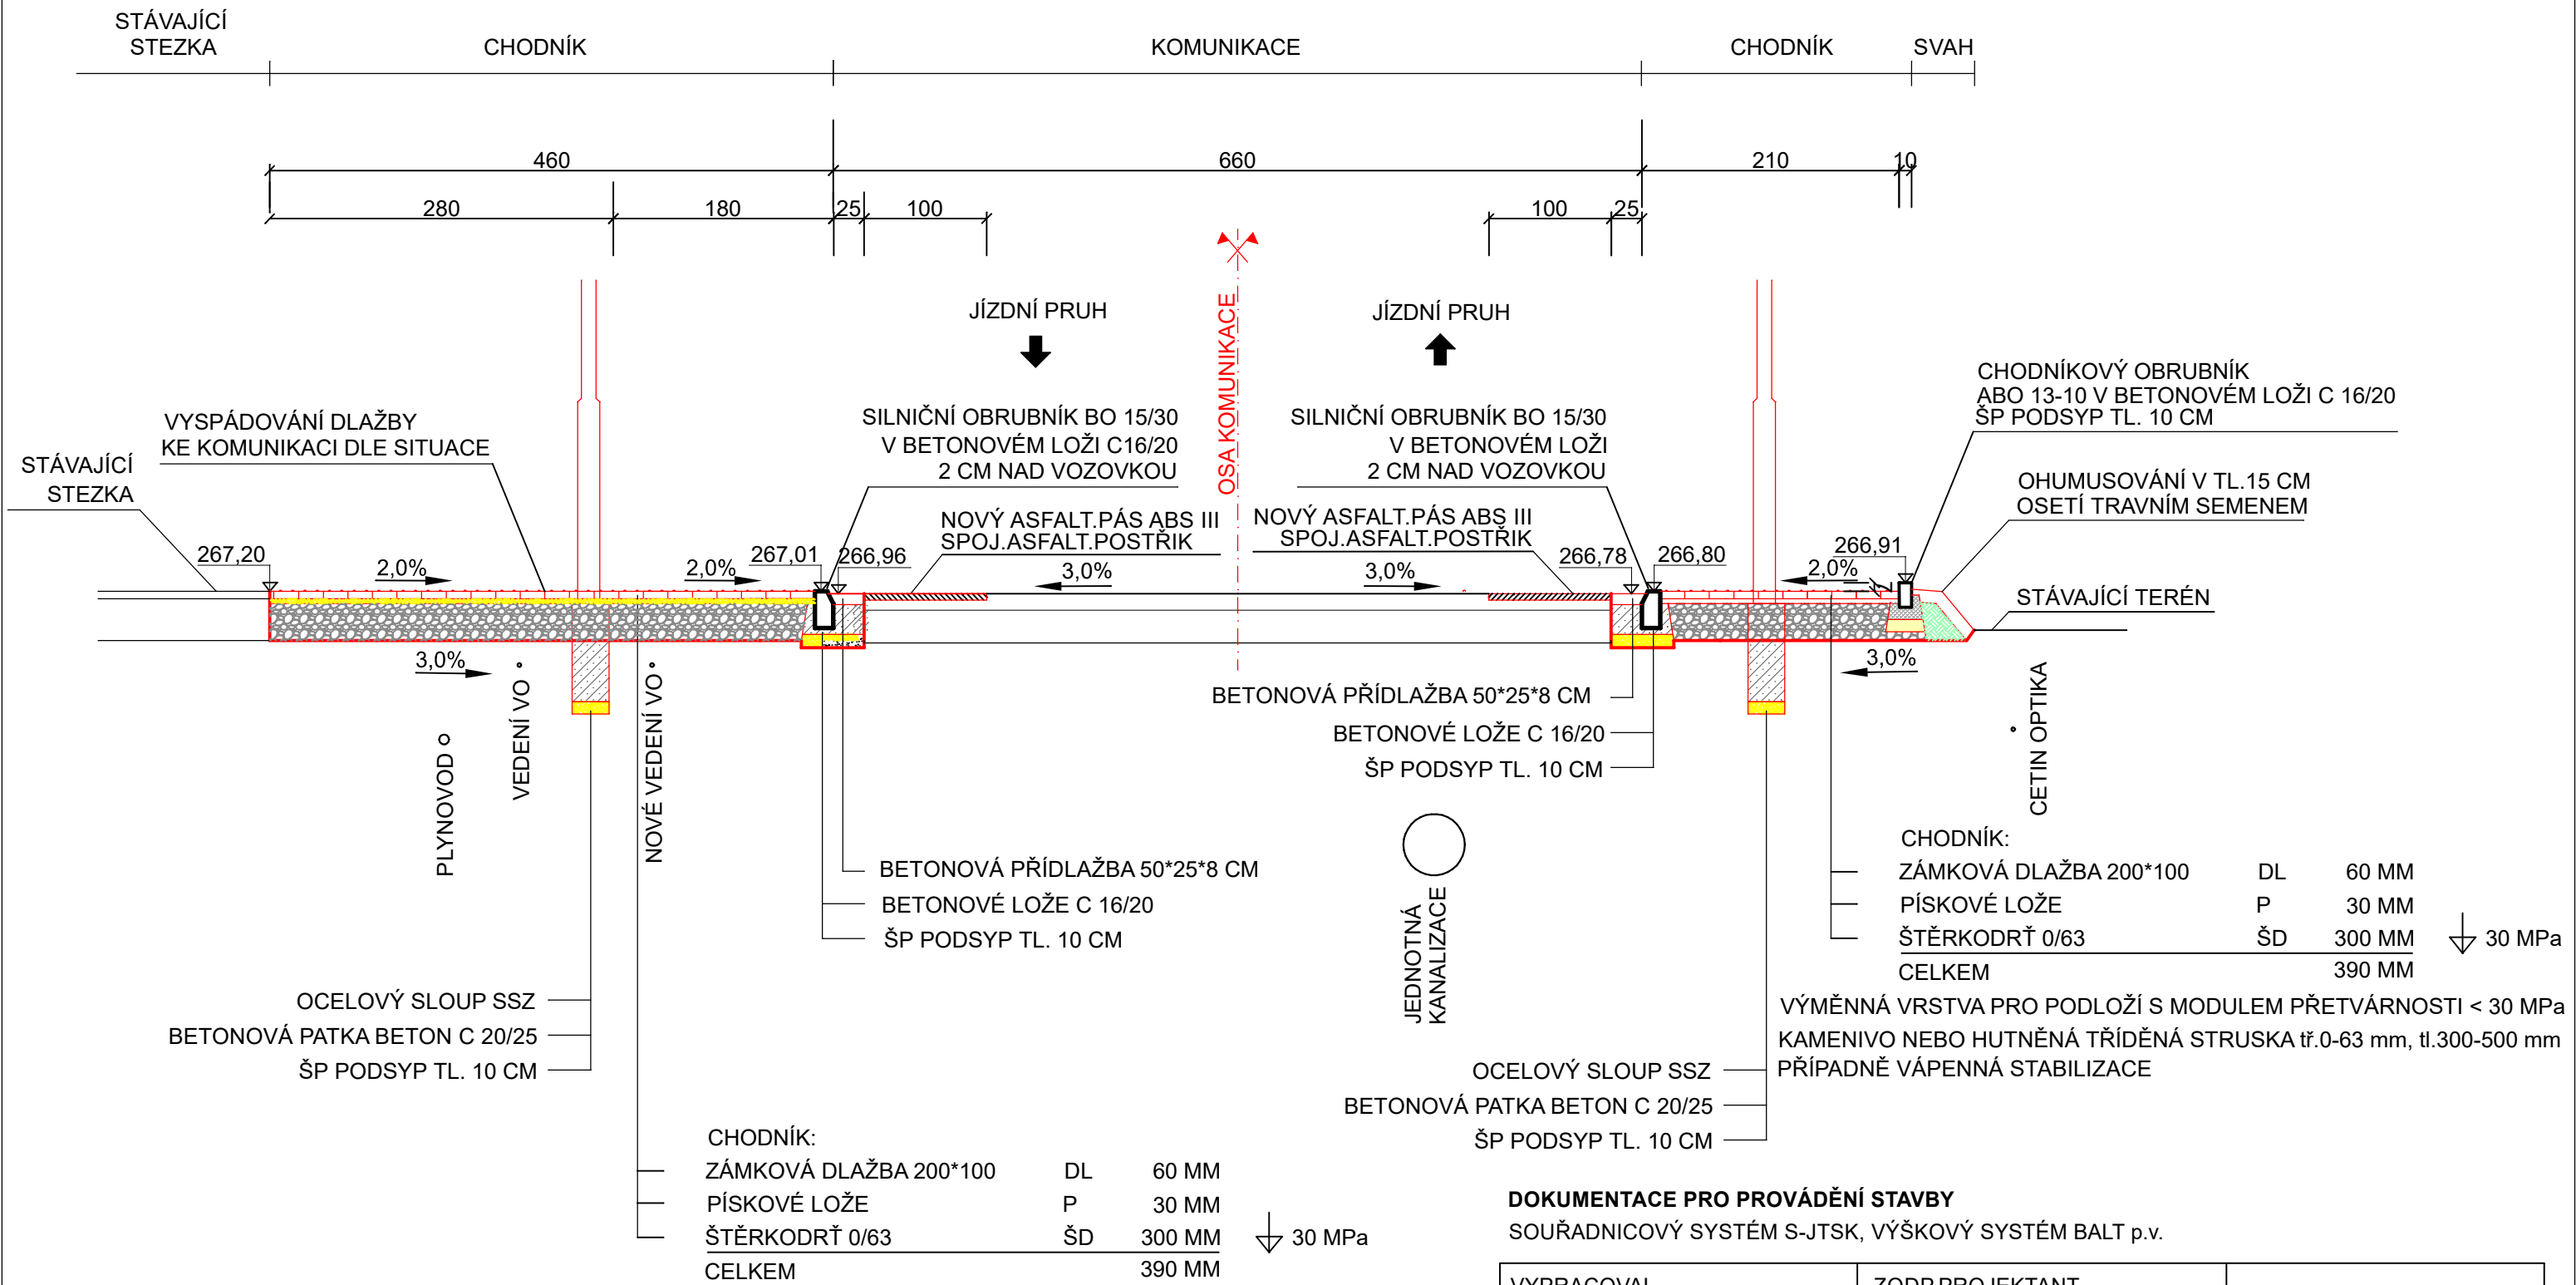 STÁVAJÍCÍ
STEZKA
CHODNÍK
KOMUNIKACE
CHODNÍK
SVAH
460
660
210
10
280
180
25
100
100
25
JÍZDNÍ PRUH
JÍZDNÍ PRUH
OSA KOMUNIKACE
VYSPÁDOVÁNÍ DLAŽBY
KE KOMUNIKACI DLE SITUACE
STÁVAJÍCÍ
STEZKA
SILNIČNÍ OBRUBNÍK BO 15/30
V BETONOVÉM LOŽI C16/20
2 CM NAD VOZOVKOU
SILNIČNÍ OBRUBNÍK BO 15/30
V BETONOVÉM LOŽI
2 CM NAD VOZOVKOU
CHODNÍKOVÝ OBRUBNÍK
ABO 13-10 V BETONOVÉM LOŽI C 16/20
ŠP PODSYP TL. 10 CM
OHUMUSOVÁNÍ V TL.15 CM
OSETÍ TRAVNÍM SEMENEM
NOVÝ ASFALT.PÁS ABS III
SPOJ.ASFALT.POSTŘIK
NOVÝ ASFALT.PÁS ABS III
SPOJ.ASFALT.POSTŘIK
267,20
2,0%
2,0%
267,01
266,96
3,0%
3,0%
266,78
266,80
2,0%
266,91
STÁVAJÍCÍ TERÉN
3,0%
3,0%
PLYNOVOD
VEDENÍ VO
NOVÉ VEDENÍ VO
CETIN OPTIKA
BETONOVÁ PŘÍDLAŽBA 50*25*8 CM
BETONOVÉ LOŽE C 16/20
ŠP PODSYP TL. 10 CM
BETONOVÁ PŘÍDLAŽBA 50*25*8 CM
BETONOVÉ LOŽE C 16/20
ŠP PODSYP TL. 10 CM
JEDNOTNÁ
KANALIZACE
CHODNÍK:
ZÁMKOVÁ DLAŽBA 200*100 DL 60 MM
PÍSKOVÉ LOŽE P 30 MM
ŠTĚRKODRŤ 0/63 ŠD 300 MM 30 MPa
CELKEM 390 MM
VÝMĚNNÁ VRSTVA PRO PODLOŽÍ S MODULEM PŘETVÁRNOSTI < 30 MPa
KAMENIVO NEBO HUTNĚNÁ TŘÍDĚNÁ STRUSKA tř.0-63 mm, tl.300-500 mm
PŘÍPADNĚ VÁPENNÁ STABILIZACE
OCELOVÝ SLOUP SSZ
BETONOVÁ PATKA BETON C 20/25
ŠP PODSYP TL. 10 CM
OCELOVÝ SLOUP SSZ
BETONOVÁ PATKA BETON C 20/25
ŠP PODSYP TL. 10 CM
CHODNÍK:
ZÁMKOVÁ DLAŽBA 200*100 DL 60 MM
PÍSKOVÉ LOŽE P 30 MM
ŠTĚRKODRŤ 0/63 ŠD 300 MM 30 MPa
CELKEM 390 MM
DOKUMENTACE PRO PROVÁDĚNÍ STAVBY
SOUŘADNICOVÝ SYSTÉM S-JTSK, VÝŠKOVÝ SYSTÉM BALT p.v.
VYPRACOVAL
ZODP.PROJEKTANT